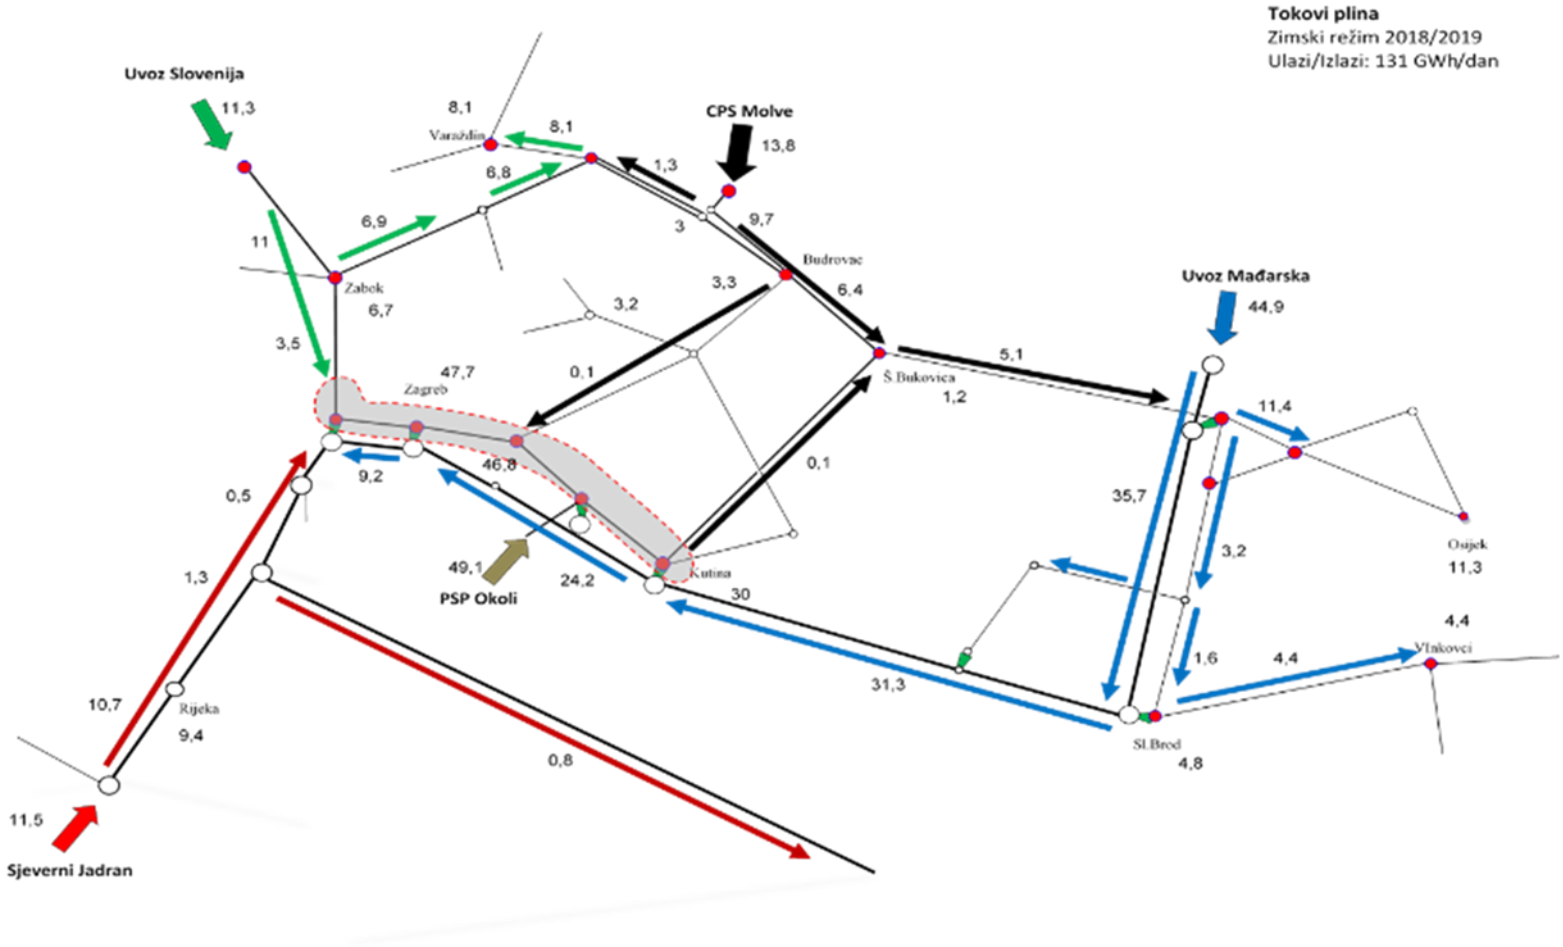 Tokovi plina
Zimski režim 2018/2019
Ulazi/Izlazi: 131 GWh/dan
Uvoz Slovenija
11,3
8,1
Varaždin
8,1
CPS Molve
13,8
1,3
6,8
3
9,7
6,9
11
Budrovac
Uvoz Mađarska
44,9
Zabok
6,7
3,3
6,4
3,2
3,5
47,7
Zagreb
0,1
5,1
Š.Bukovica
1,2
11,4
9,2
46,8
0,1
0,5
35,7
Osijek
11,3
3,2
49,1
24,2
Kutina
PSP Okoli
1,3
30
4,4
Vinkovci
1,6
4,4
31,3
10,7
Rijeka
9,4
Sl.Brod
4,8
0,8
11,5
Sjeverni Jadran